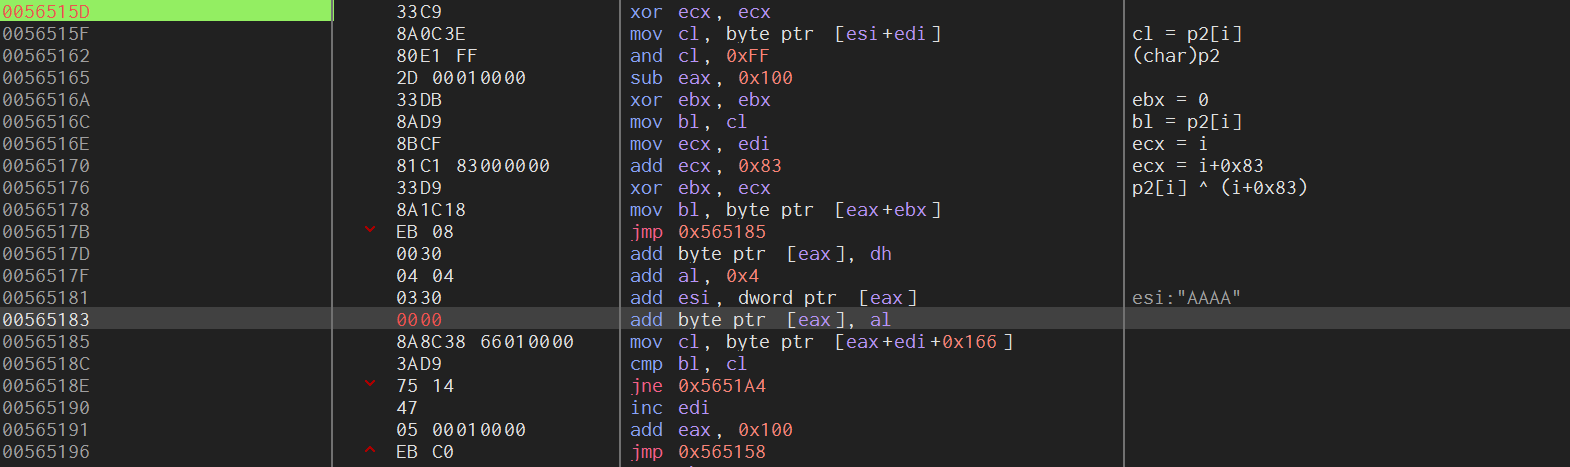 0056515D 33C9 xor ecx, ecx
0056515F 8A0C3E mov cl, byte ptr [esi+edi] cl = p2[i]
00565162 80E1 FF and cl, 0xFF (char)p2
00565165 2D 00010000 sub eax, 0x100
0056516A 33DB xor ebx, ebx ebx = 0
0056516C 8AD9 mov bl, cl bl = p2[i]
0056516E 8BCF mov ecx, edi ecx = i
00565170 81C1 83000000 add ecx, 0x83 ecx = i+0x83
00565176 33D9 xor ebx, ecx p2[i] ^ (i+0x83)
00565178 8A1C18 mov bl, byte ptr [eax+ebx]
0056517B EB 08 jmp 0x565185
0056517D 0030 add byte ptr [eax], dh
0056517F 04 04 add al, 0x4
00565181 0330 add esi, dword ptr [eax] esi:"AAAA"
00565183 0000 add byte ptr [eax], al
00565185 8A8C38 66010000 mov cl, byte ptr [eax+edi+0x166]
0056518C 3AD9 cmp bl, cl
0056518E 75 14 jne 0x5651A4
00565190 47 inc edi
00565191 05 00010000 add eax, 0x100
00565196 EB C0 jmp 0x565158